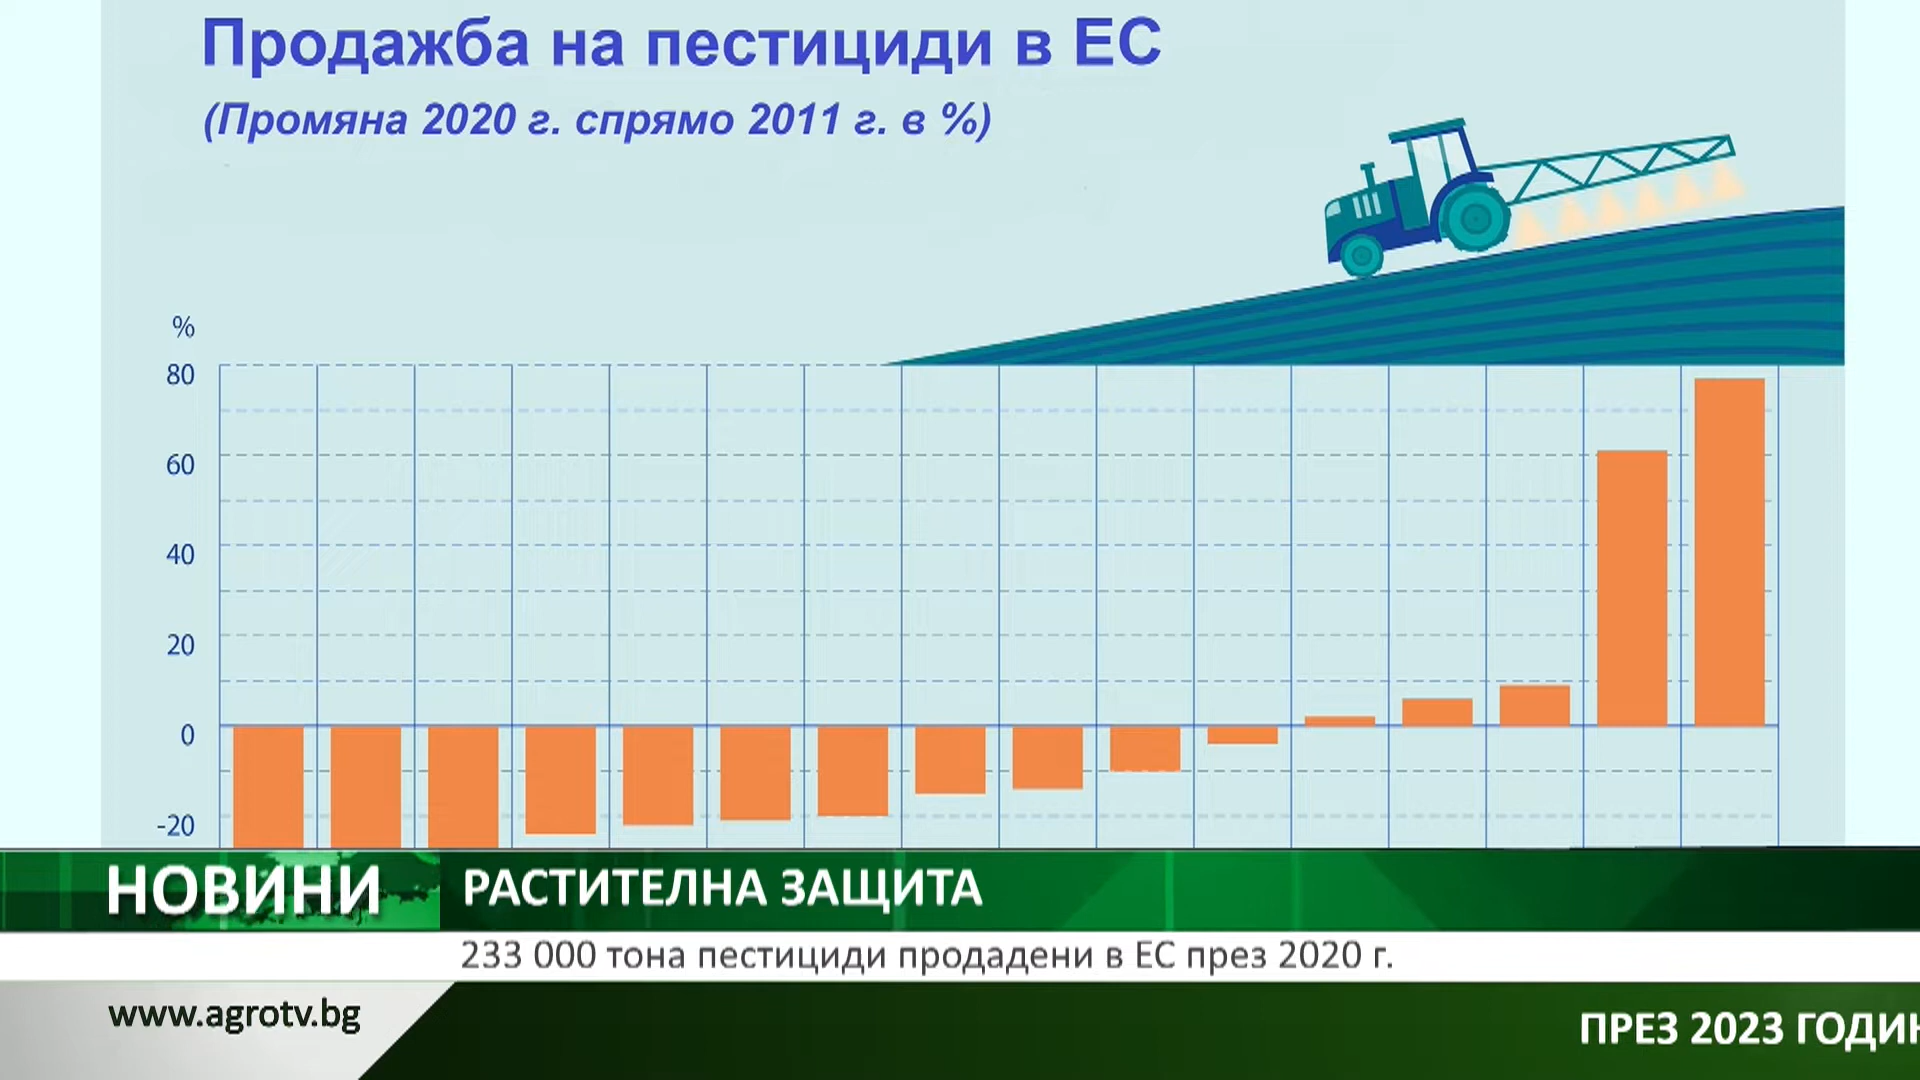 Продажба на пестициди в ЕС
(Промяна 2020 г. спрямо 2011 г. в %)
%
80
60
40
20
0
-20
НОВИНИ
РАСТИТЕЛНА ЗАЩИТА
233 000 тона пестициди продадени в ЕС през 2020 г.
www.agrotv.bg
ПРЕЗ 2023 ГОДИ